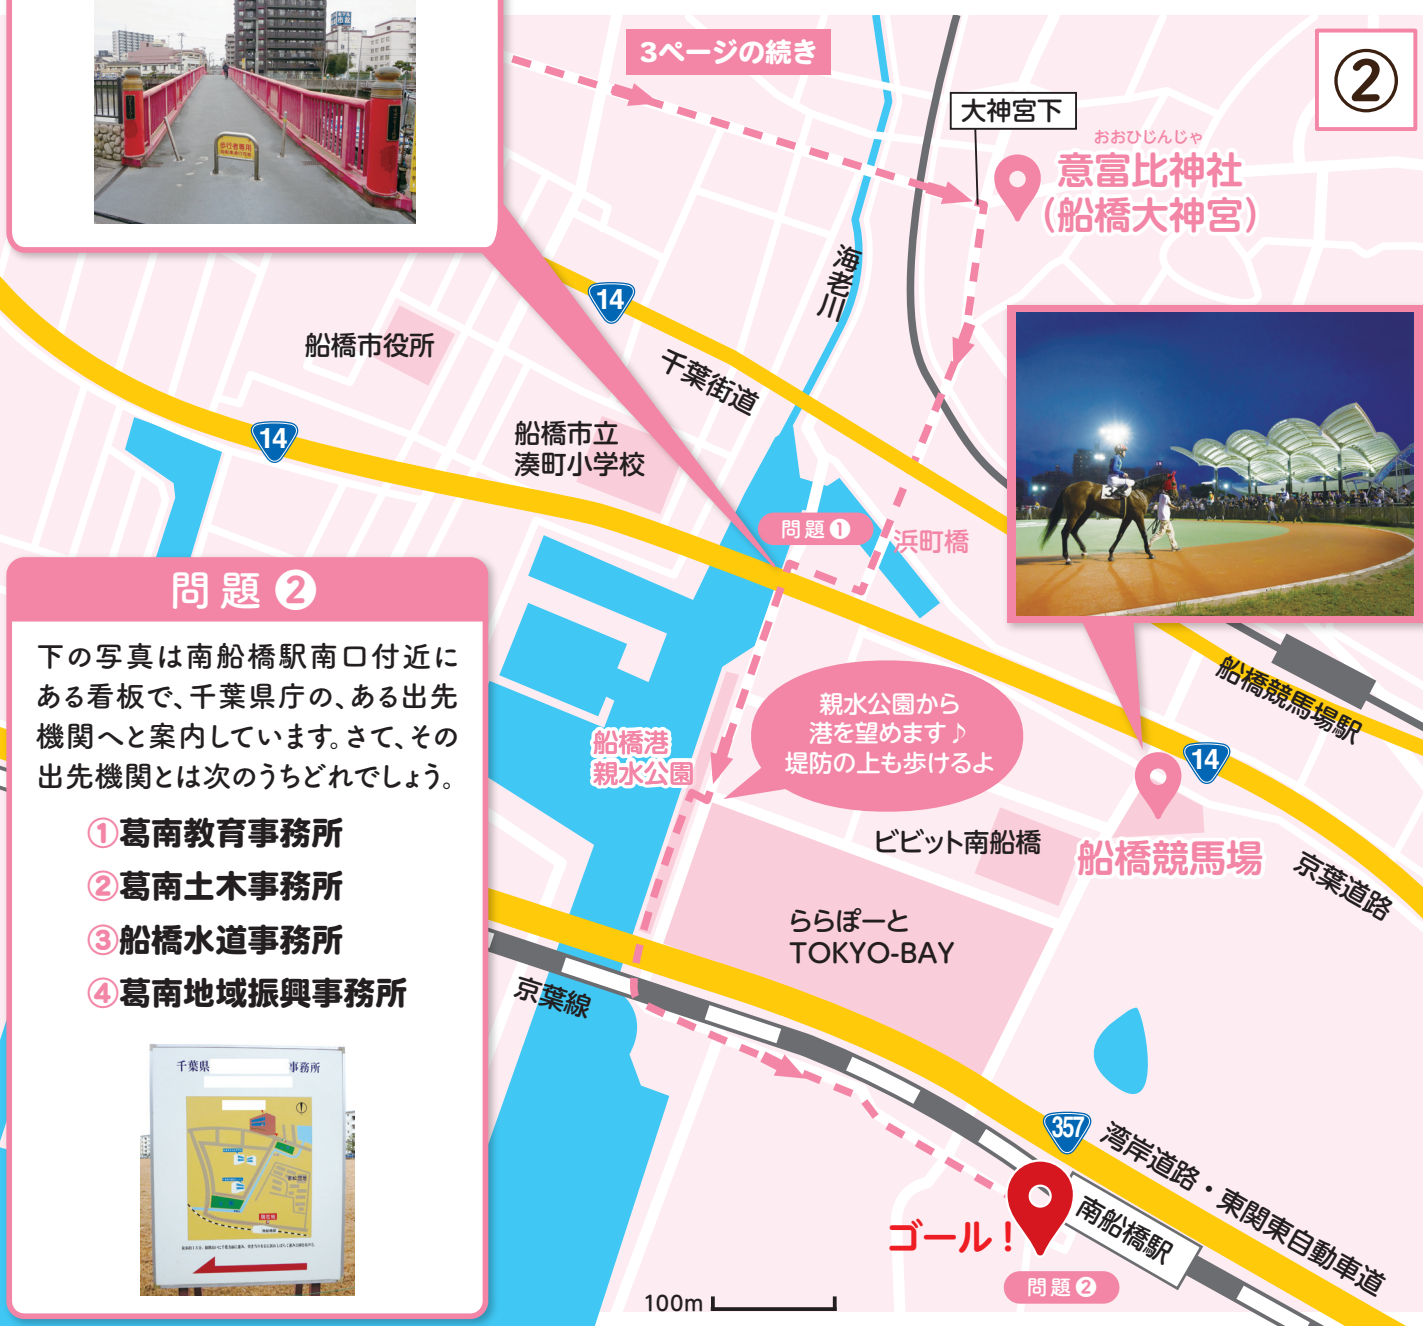 3ページの続き
②
歩行者専用
大神宮下
おおひじんじゃ
意富比神社
(船橋大神宮)
海老川
14
千葉街道
船橋市役所
14
船橋市立
湊町小学校
問題❶
浜町橋
3
船橋競馬場駅
14
京葉道路
船橋競馬場
親水公園から
港を望めます♪
堤防の上も歩けるよ
船橋港
親水公園
ビビット南船橋
ららぽーと
TOKYO-BAY
京葉線
357
湾岸道路・東関東自動車道
南船橋駅
ゴール!
問題❷
100m
問題❷
下の写真は南船橋駅南口付近に
ある看板で、千葉県庁の、ある出先
機関へと案内しています。さて、その
出先機関とは次のうちどれでしょう。
①葛南教育事務所
②葛南土木事務所
③船橋水道事務所
④葛南地域振興事務所
千葉県 事務所